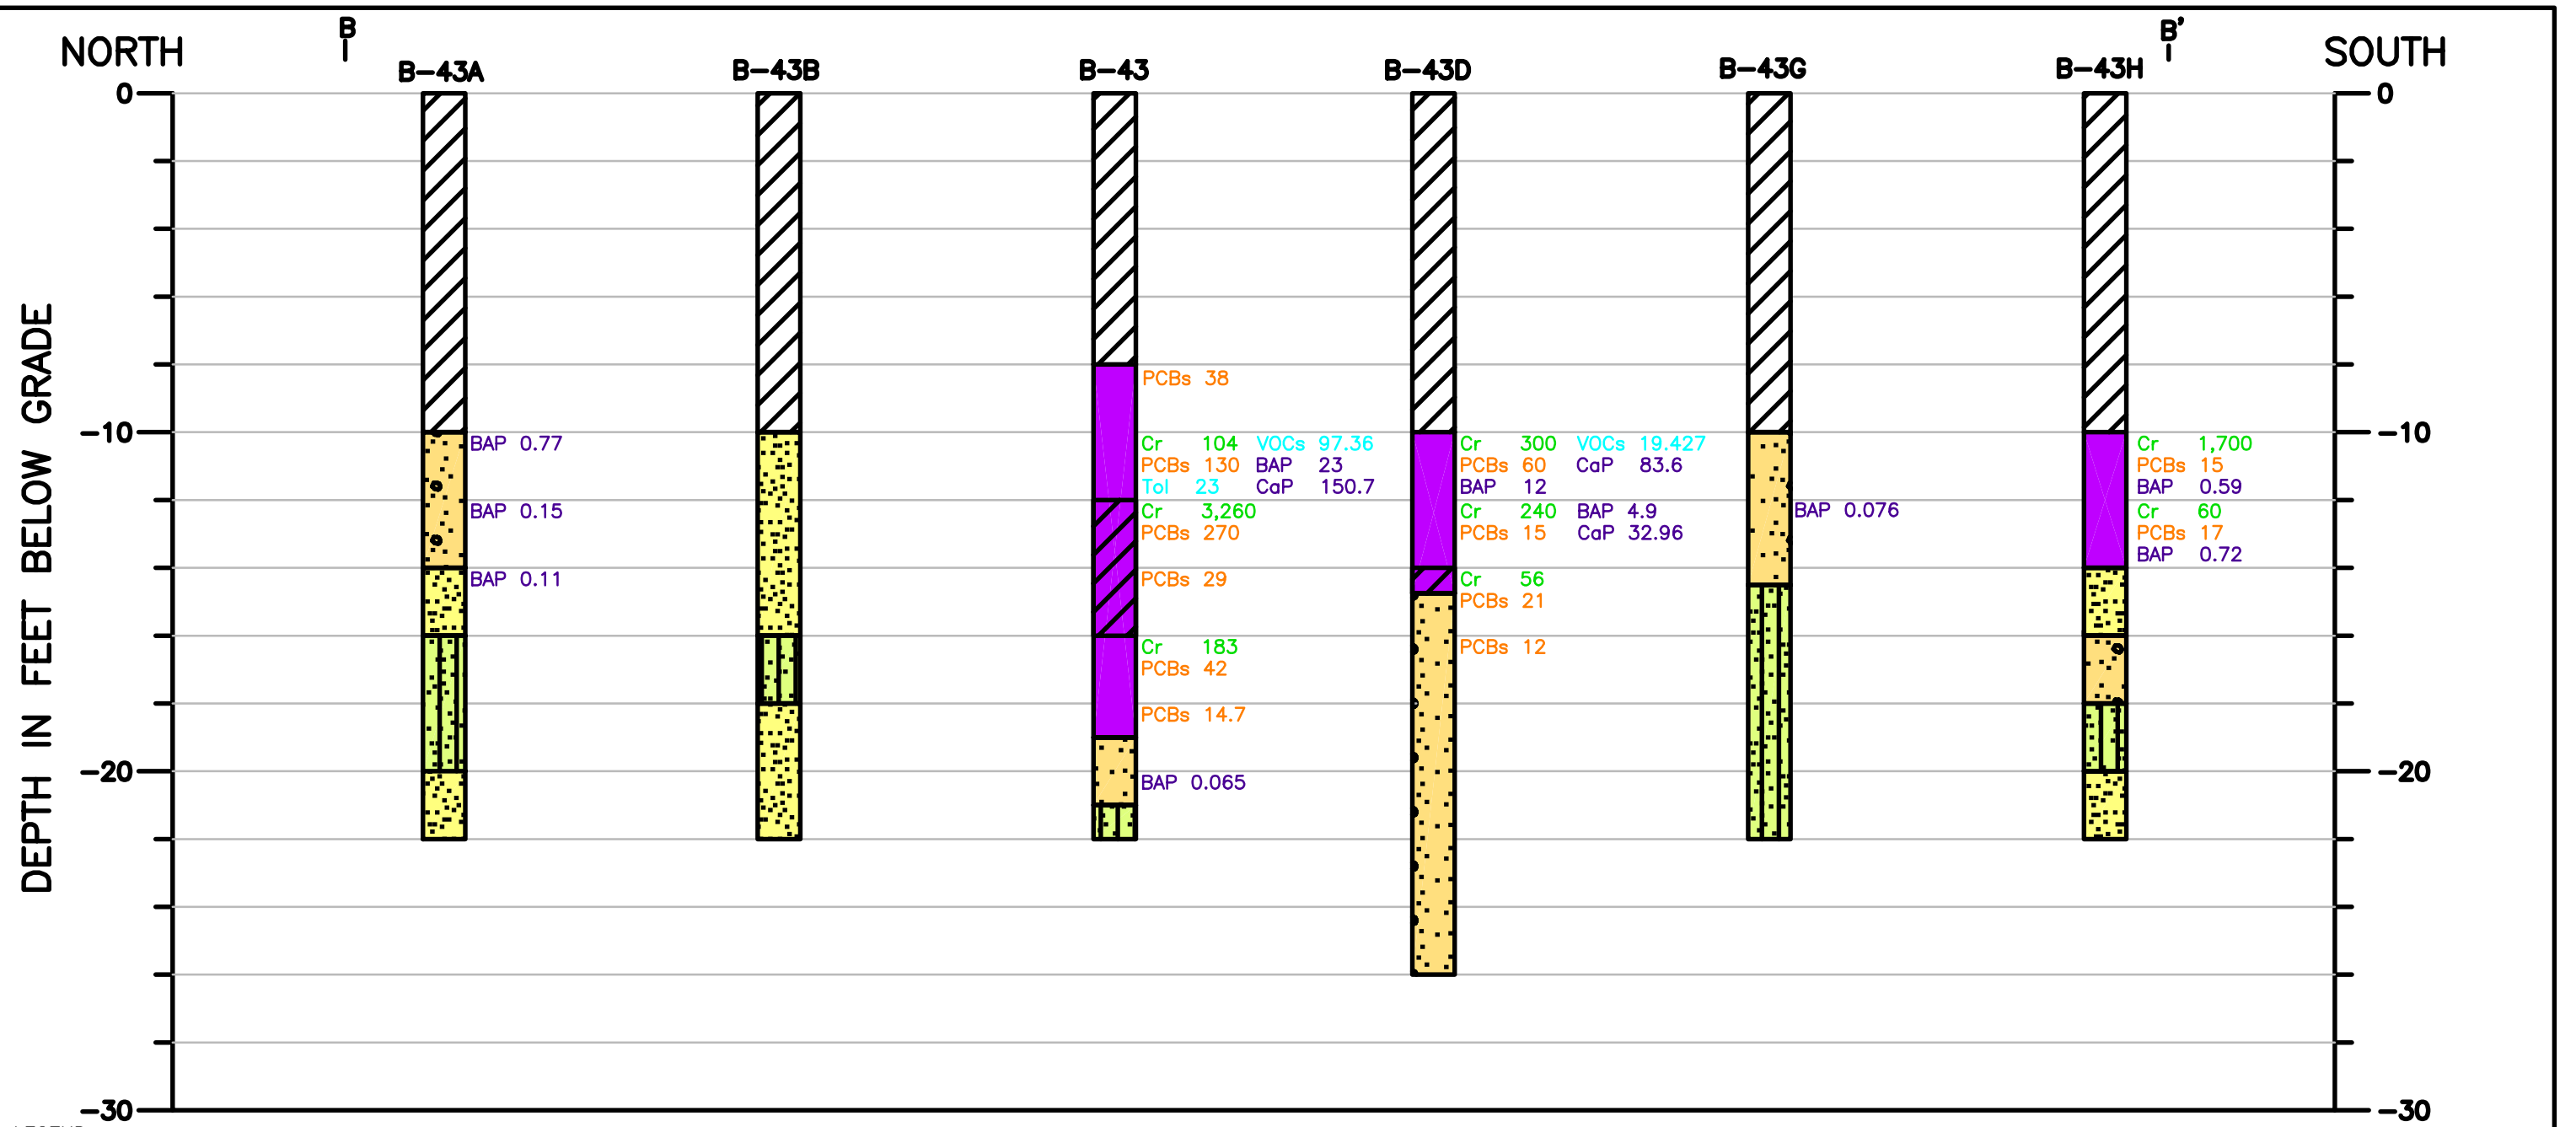 NORTH
B
B'
SOUTH
B-43A
B-43B
B-43
B-43D
B-43G
B-43H
0
0
PCBs 38
-10
-10
BAP 0.77
Cr 104 VOCs 97.36
PCBs 130 BAP 23
Tol 23 CaP 150.7
Cr 300 VOCs 19.427
PCBs 60 CaP 83.6
BAP 12
Cr 1,700
PCBs 15
BAP 0.59
BAP 0.15
Cr 3,260
PCBs 270
Cr 240 BAP 4.9
PCBs 15 CaP 32.96
BAP 0.076
Cr 60
PCBs 17
BAP 0.72
BAP 0.11
PCBs 29
Cr 56
PCBs 21
Cr 183
PCBs 42
PCBs 12
PCBs 14.7
-20
-20
BAP 0.065
-30
-30
DEPTH IN FEET BELOW GRADE